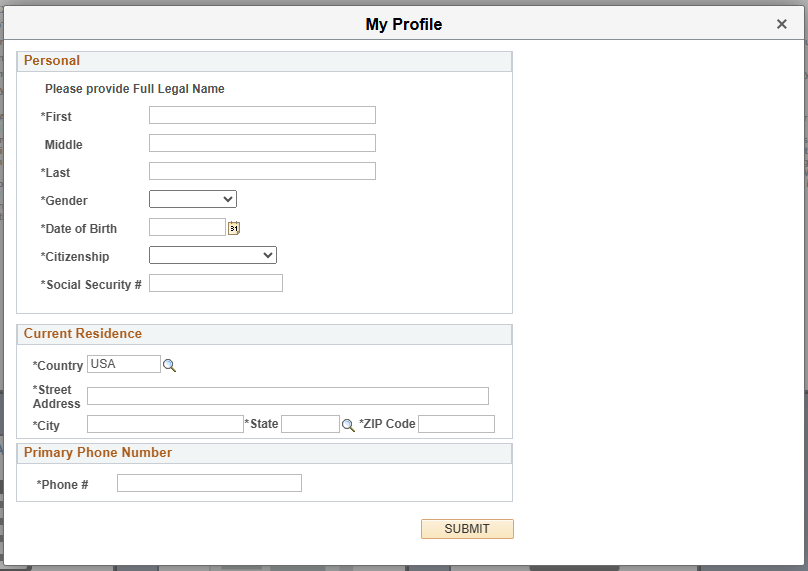 My Profile
Personal
Please provide Full Legal Name
*First
Middle
*Last
*Gender
*Date of Birth
31
*Citizenship
*Social Security #
Current Residence
*Country USA
*Street
Address
*City *State *ZIP Code
Primary Phone Number
*Phone #
SUBMIT